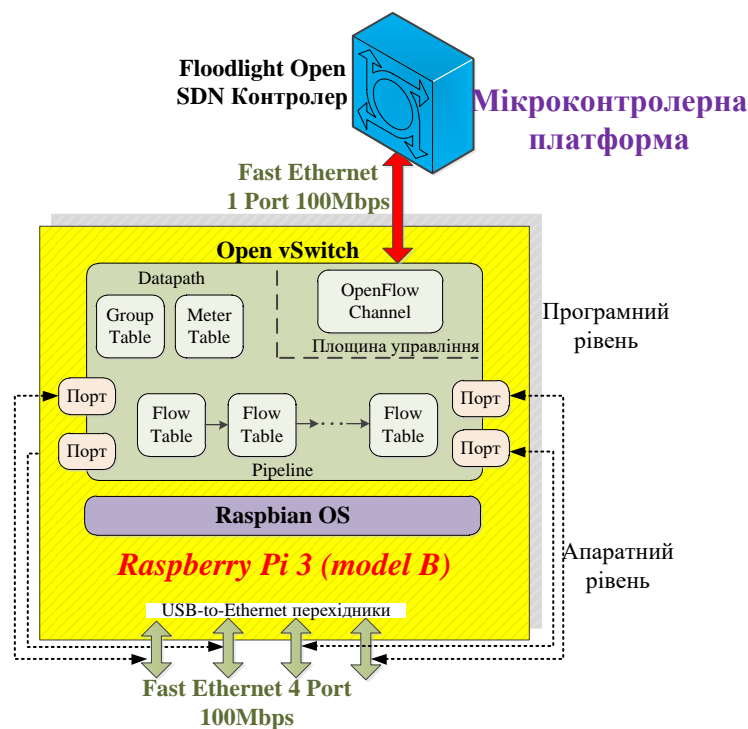 Floodlight Open
SDN Контролер
Мікроконтролерна
платформа
Fast Ethernet
1 Port 100Mbps
Open vSwitch
Datapath
Group
Table
Meter
Table
OpenFlow
Channel
Площина управління
Програмний
рівень
Порт
Порт
Flow
Table
Flow
Table
· · ·
Flow
Table
Порт
Порт
Pipeline
Raspbian OS
Raspberry Pi 3 (model B)
Апаратний
рівень
USB-to-Ethernet перехідники
Fast Ethernet 4 Port
100Mbps